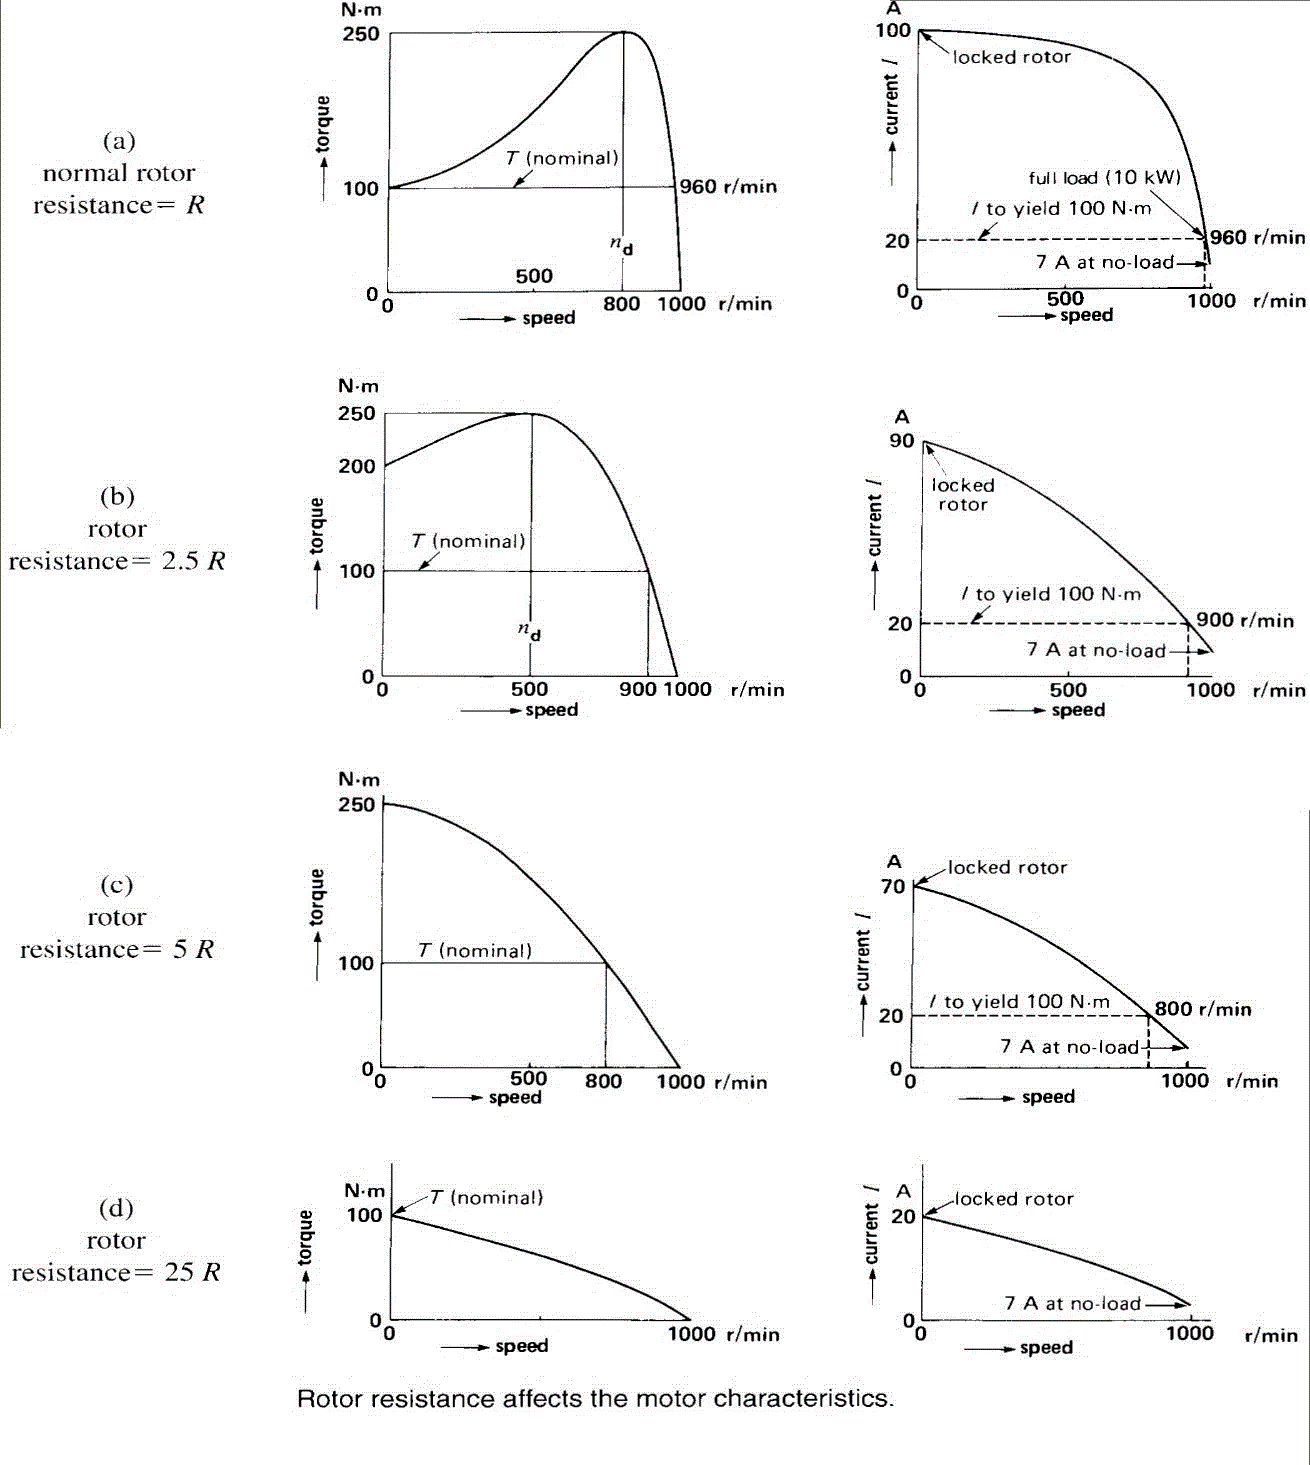 (a)
normal rotor
resistance= R
N·m
250
torque
T (nominal)
100
960 r/min
nd
500
0
0 800 1000 r/min
speed
A
100
locked rotor
current I
full load (10 kW)
I to yield 100 N·m
20
960 r/min
7 A at no-load
0
0 500 1000 r/min
speed
(b)
rotor
resistance= 2.5 R
N·m
250
200
torque
T (nominal)
100
nd
0
0 500 900 1000 r/min
speed
A
90
locked
rotor
current I
I to yield 100 N·m
20
900 r/min
7 A at no-load
0
0 500 1000 r/min
speed
(c)
rotor
resistance= 5 R
N·m
250
torque
T (nominal)
100
0
0 500 800 1000 r/min
speed
A
locked rotor
70
current I
I to yield 100 N·m
800 r/min
20
7 A at no-load
0
0 1000 r/min
speed
(d)
rotor
resistance= 25 R
N·m
T (nominal)
100
torque
0
0 1000 r/min
speed
A
locked rotor
20
current I
7 A at no-load
0
0 1000 r/min
speed
Rotor resistance affects the motor characteristics.